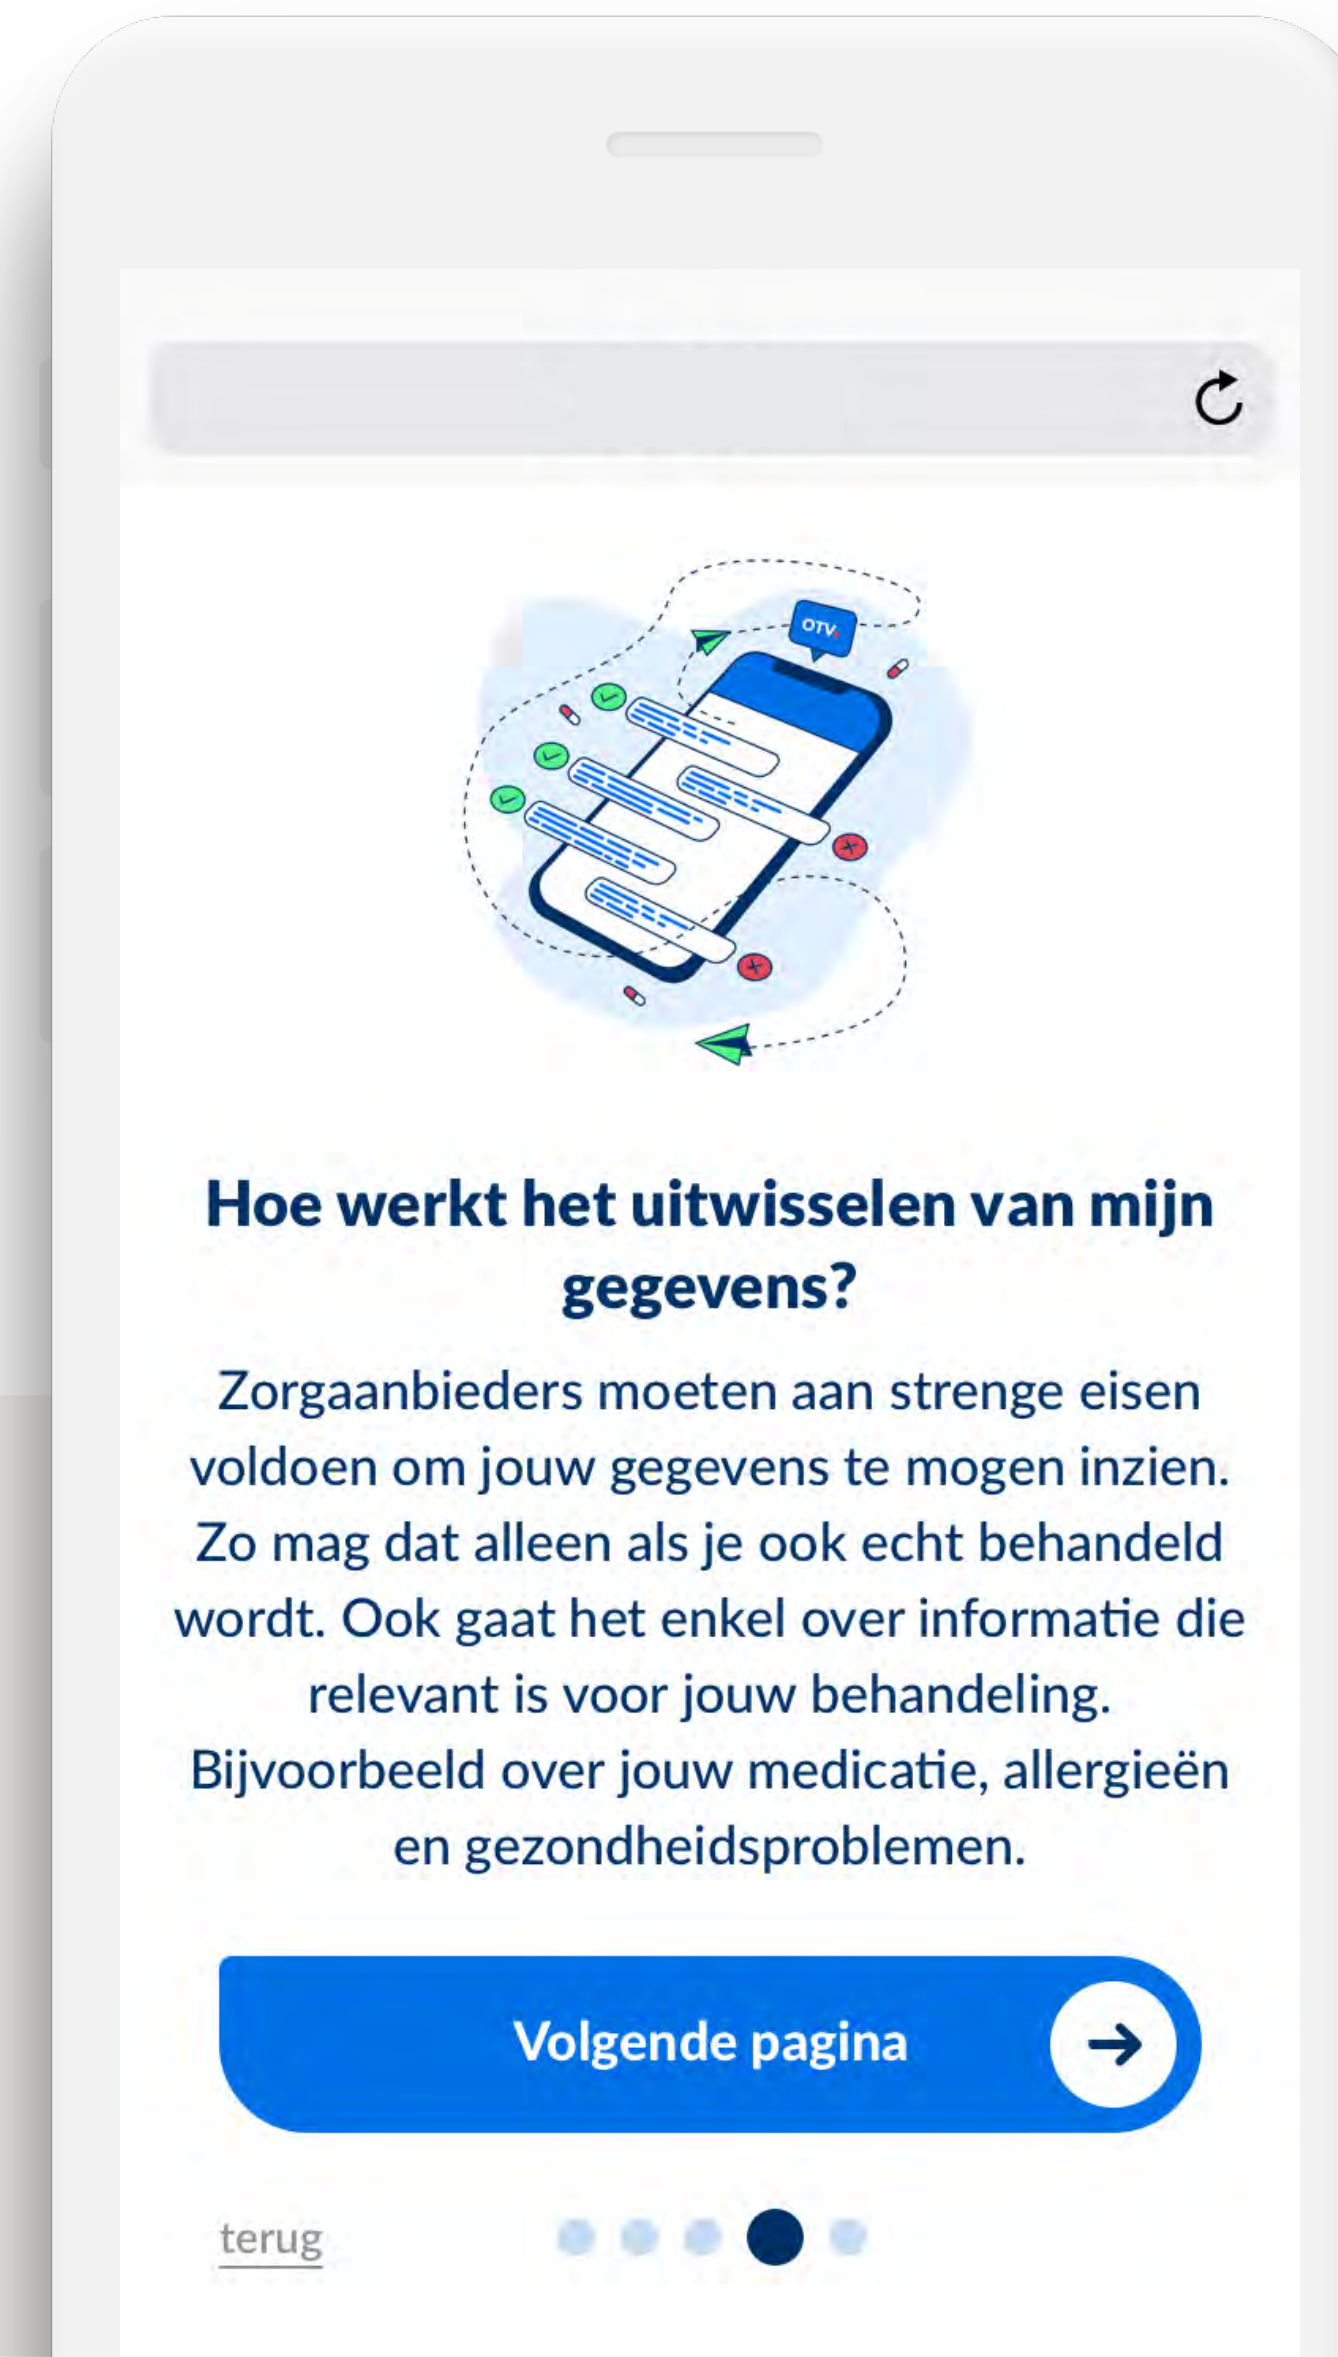 OTV.
Hoe werkt het uitwisselen van mijn
gegevens?
Zorgaanbieders moeten aan strenge eisen
voldoen om jouw gegevens te mogen inzien.
Zo mag dat alleen als je ook echt behandeld
wordt. Ook gaat het enkel over informatie die
relevant is voor jouw behandeling.
Bijvoorbeeld over jouw medicatie, allergieën
en gezondheidsproblemen.
Volgende pagina
terug